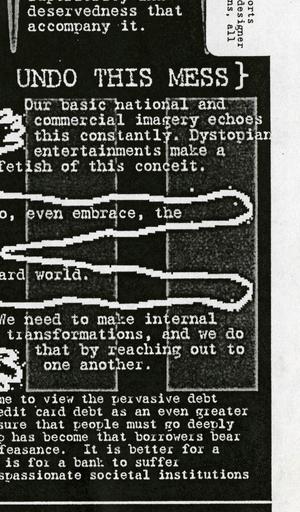 deservedness that
accompany it.
orts
designer
ns, all
UNDO THIS MESS}
Our basic national and
commercial imagery echoes
this constantly. Dystopian
entertainments make a
fetish of this conceit.
o, even embrace, the
ard world.
We need to make internal
transformations, and we do
that by reaching out to
one another.
me to view the pervasive debt
edit card debt as an even greater
sure that people must go deeply
o has become that borrowers bear
feasance. It is better for a
is for a bank to suffer
spassionate societal institutions